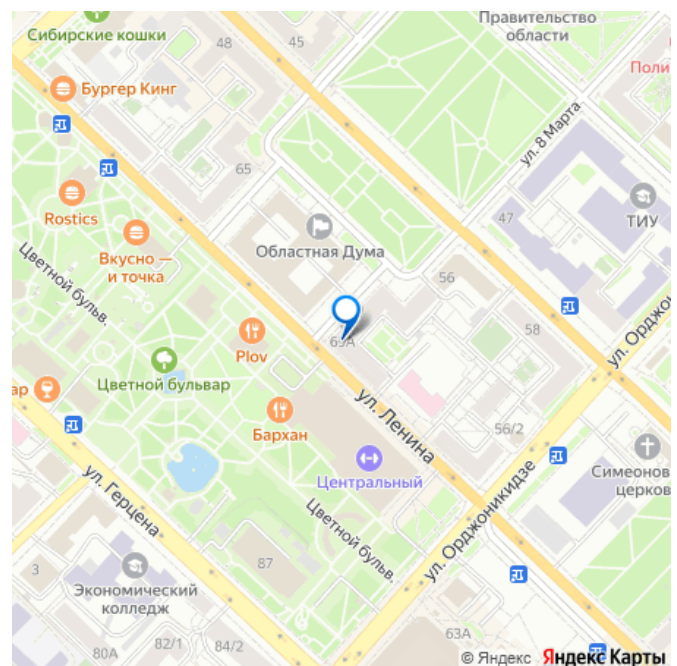 Правительство
области
Сибирские кошки
48
45
Поли
Бургер Кинг
ул. 8 Марта
65
Rostics
47
ТИУ
Областная Дума
Вкусно —
и точка
Цветной бульв.
56
58
ул. Орджо
69А
Plov
Цветной бульвар
ар
ул. Ленина
Бархан
56/2
Центральный
Симеонов
церков
ул. Герцена
Цветной бульв.
ул. Орджоникидзе
87
3
Экономический
колледж
80А
82/1
84/2
63А
© Яндекс Яндекс Карты